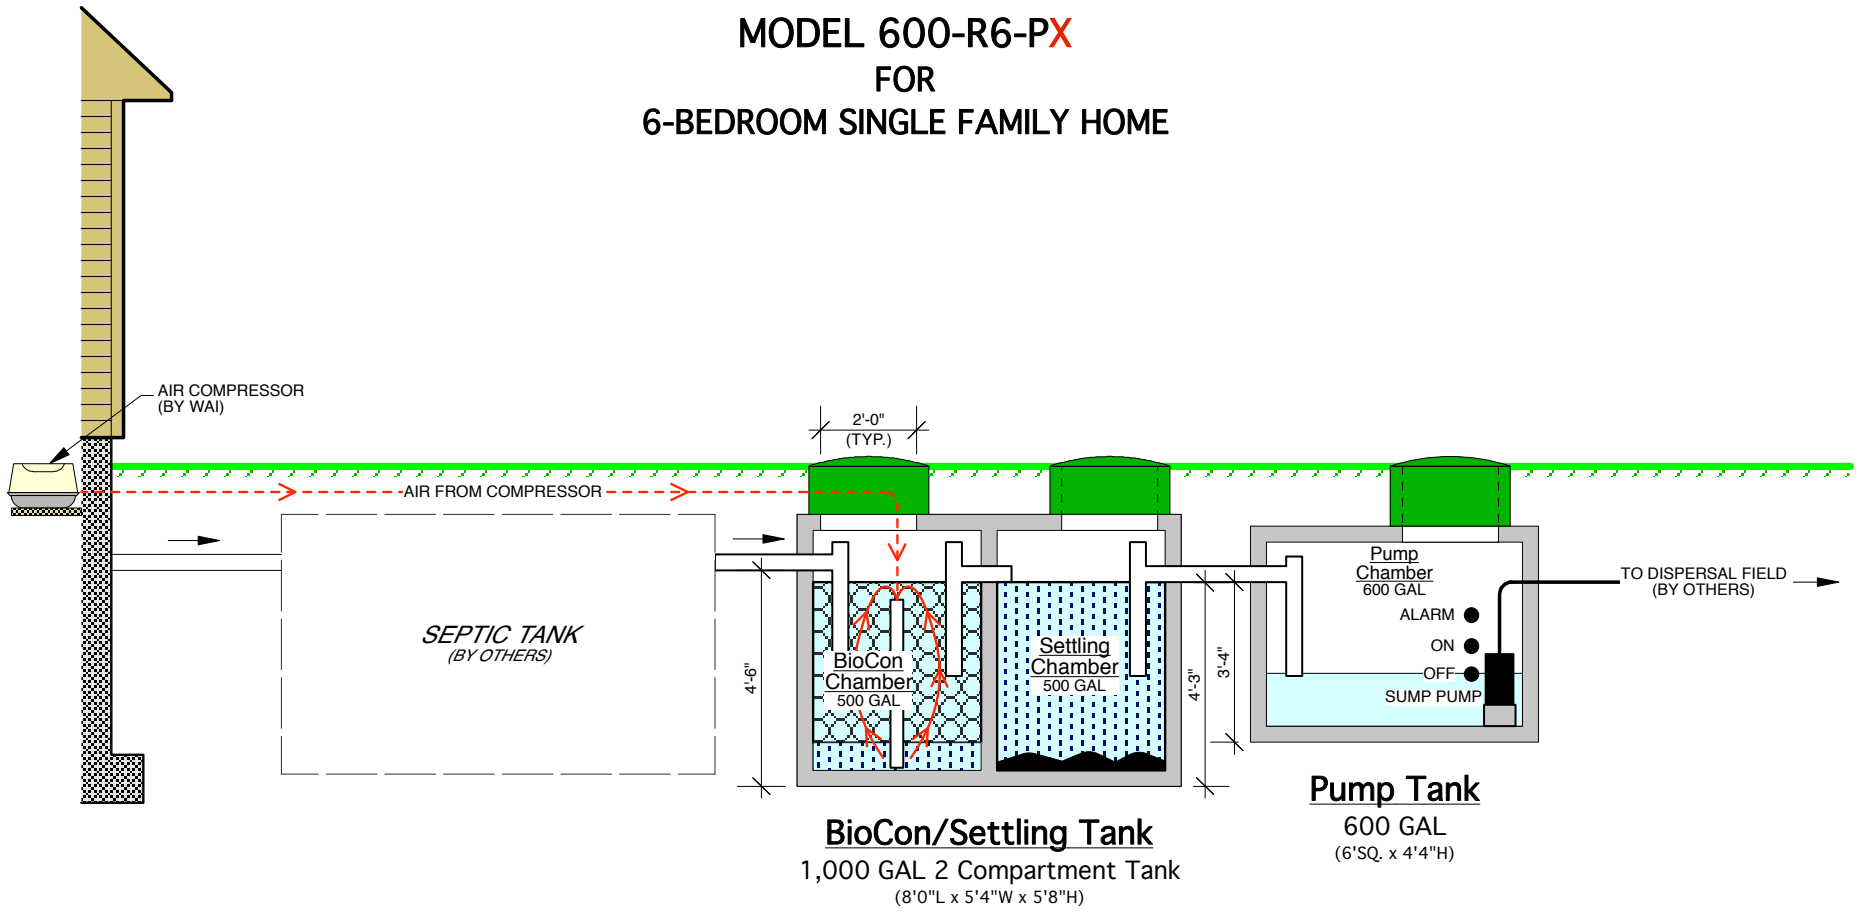 MODEL 600-R6-PX
FOR
6-BEDROOM SINGLE FAMILY HOME
AIR COMPRESSOR
(BY WAI)
2'-0"
(TYP.)
AIR FROM COMPRESSOR
SEPTIC TANK
(BY OTHERS)
4'-6"
BioCon
Chamber
500 GAL
Settling
Chamber
500 GAL
4'-3"
3'-4"
Pump
Chamber
600 GAL
ALARM
ON
OFF
SUMP PUMP
TO DISPERSAL FIELD
(BY OTHERS)
BioCon/Settling Tank
1,000 GAL 2 Compartment Tank
(8'0"L x 5'4"W x 5'8"H)
Pump Tank
600 GAL
(6'SQ. x 4'4"H)